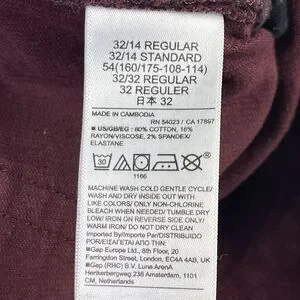 32/14 REGULAR
32/14 STANDARD
54(160/175-108-114)
32/32 REGULAR
32 REGULER
日本 32
MADE IN CAMBODIA
RN 54023 / CA 17897
■ US/GB/EG : 80% COTTON, 18%
RAYON/VISCOSE, 2% SPANDEX/
ELASTANE
30
1166
MACHINE WASH COLD GENTLE CYCLE/
WASH AND DRY INSIDE OUT WITH
LIKE COLORS/ ONLY NON-CHLORINE
BLEACH WHEN NEEDED/ TUMBLE DRY
LOW/ IRON ON REVERSE SIDE ONLY/
WARM IRON/ DO NOT DRY CLEAN
Imported By/Importe Par/DISTRIBUIDO
POR/ΕΙΣΑΓΕΤΑΙ ΑΠΟ ΤΗΝ:
■Gap Europe Ltd., 8th Floor, 20
Farringdon Street, London, EC4A 4AB, UK
■Gap (RHC) B.V. Luna ArenA
Herikerbergweg 238 Amsterdam, 1101
CM, Netherlands